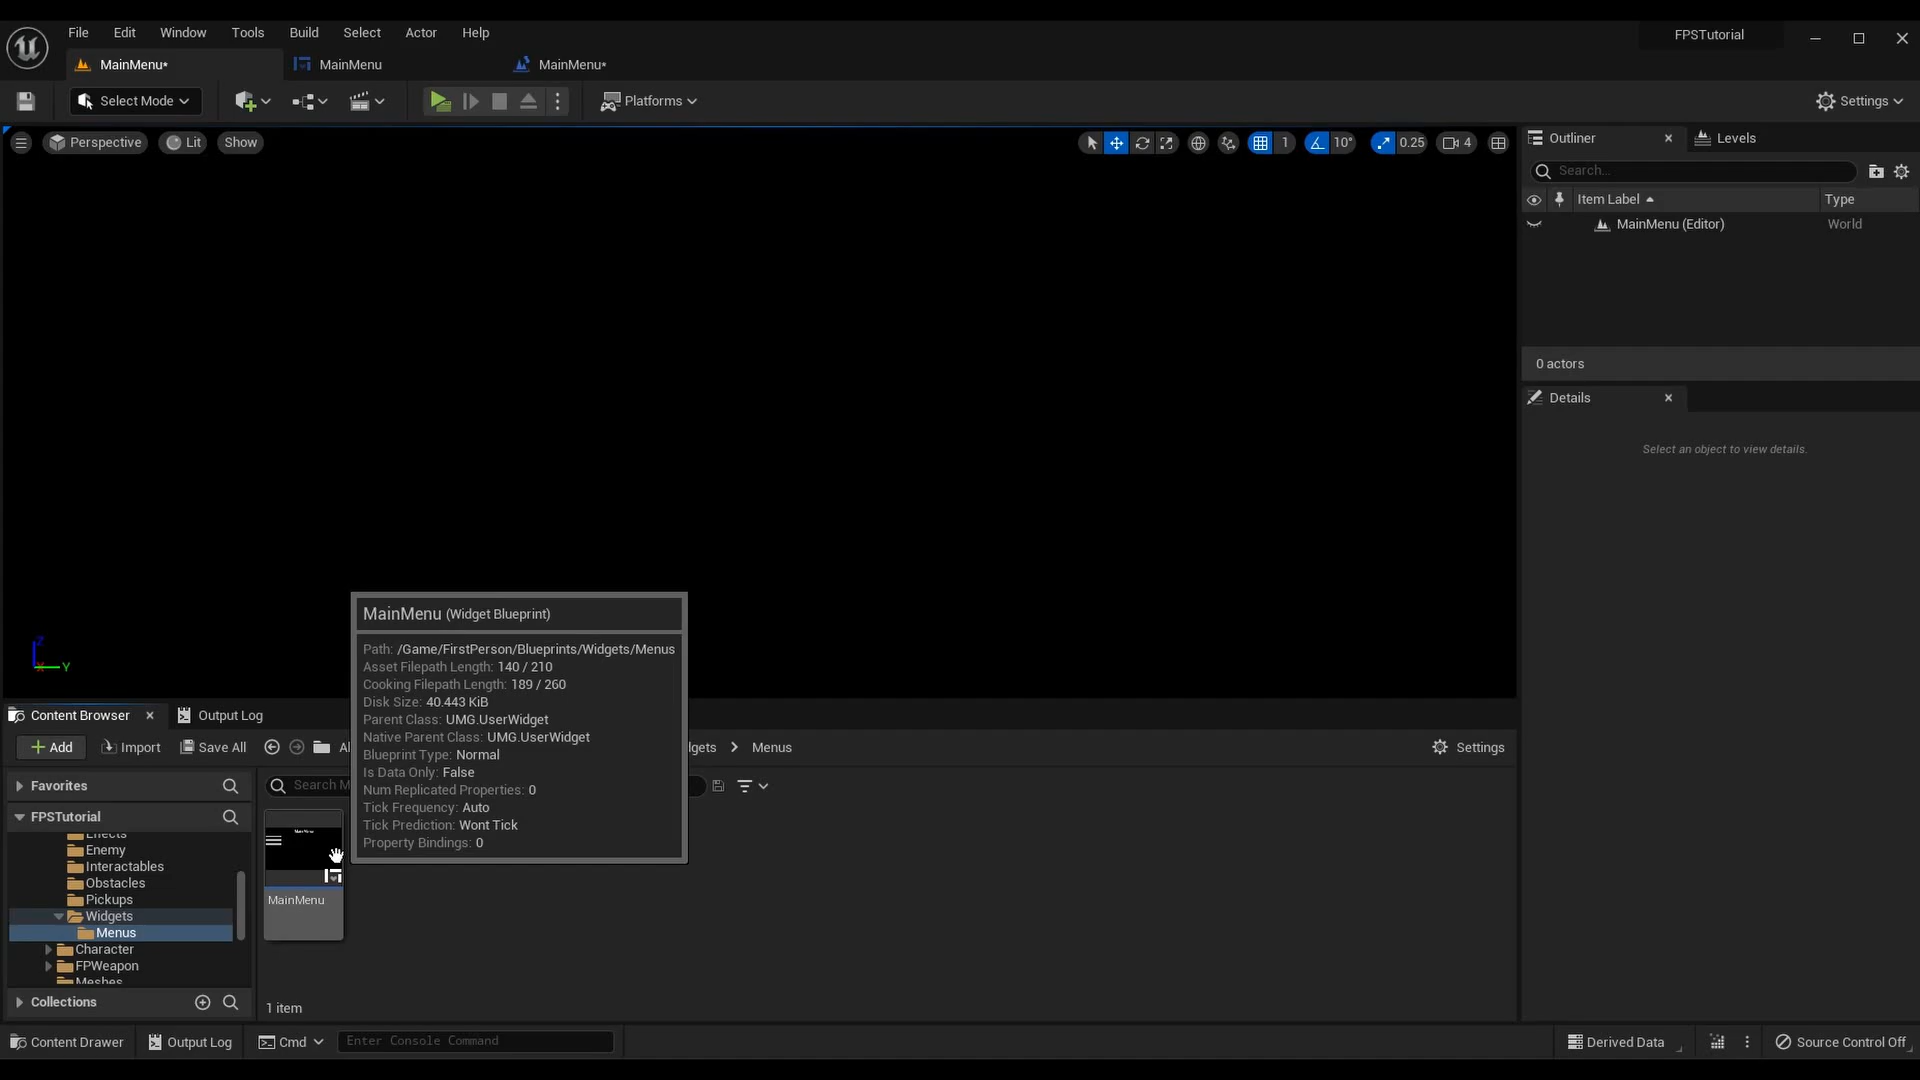 File Edit Window Tools Build Select Actor Help
FPSTutorial
MainMenu*
MainMenu
MainMenu*
Select Mode
Platforms
Settings
Perspective
Lit
Show
1
10°
0.25
4
Outliner
Levels
Search...
Item Label
Type
MainMenu (Editor)
World
0 actors
Details
Select an object to view details.
Z
Y
MainMenu (Widget Blueprint)
Path: /Game/FirstPerson/Blueprints/Widgets/Menus
Asset Filepath Length: 140 / 210
Cooking Filepath Length: 189 / 260
Disk Size: 40.443 KiB
Parent Class: UMG.UserWidget
Native Parent Class: UMG.UserWidget
Blueprint Type: Normal
Is Data Only: False
Num Replicated Properties: 0
Tick Frequency: Auto
Tick Prediction: Wont Tick
Property Bindings: 0
Content Browser
Output Log
Add
Import
Save All
Al
dgets > Menus
Settings
Favorites
Search M
FPSTutorial
Effects
Enemy
Interactables
Obstacles
Pickups
Widgets
Menus
Character
FPWeapon
Meshes
Collections
MainMenu
1 item
Content Drawer
Output Log
Cmd
Enter Console Command
Derived Data
Source Control Off